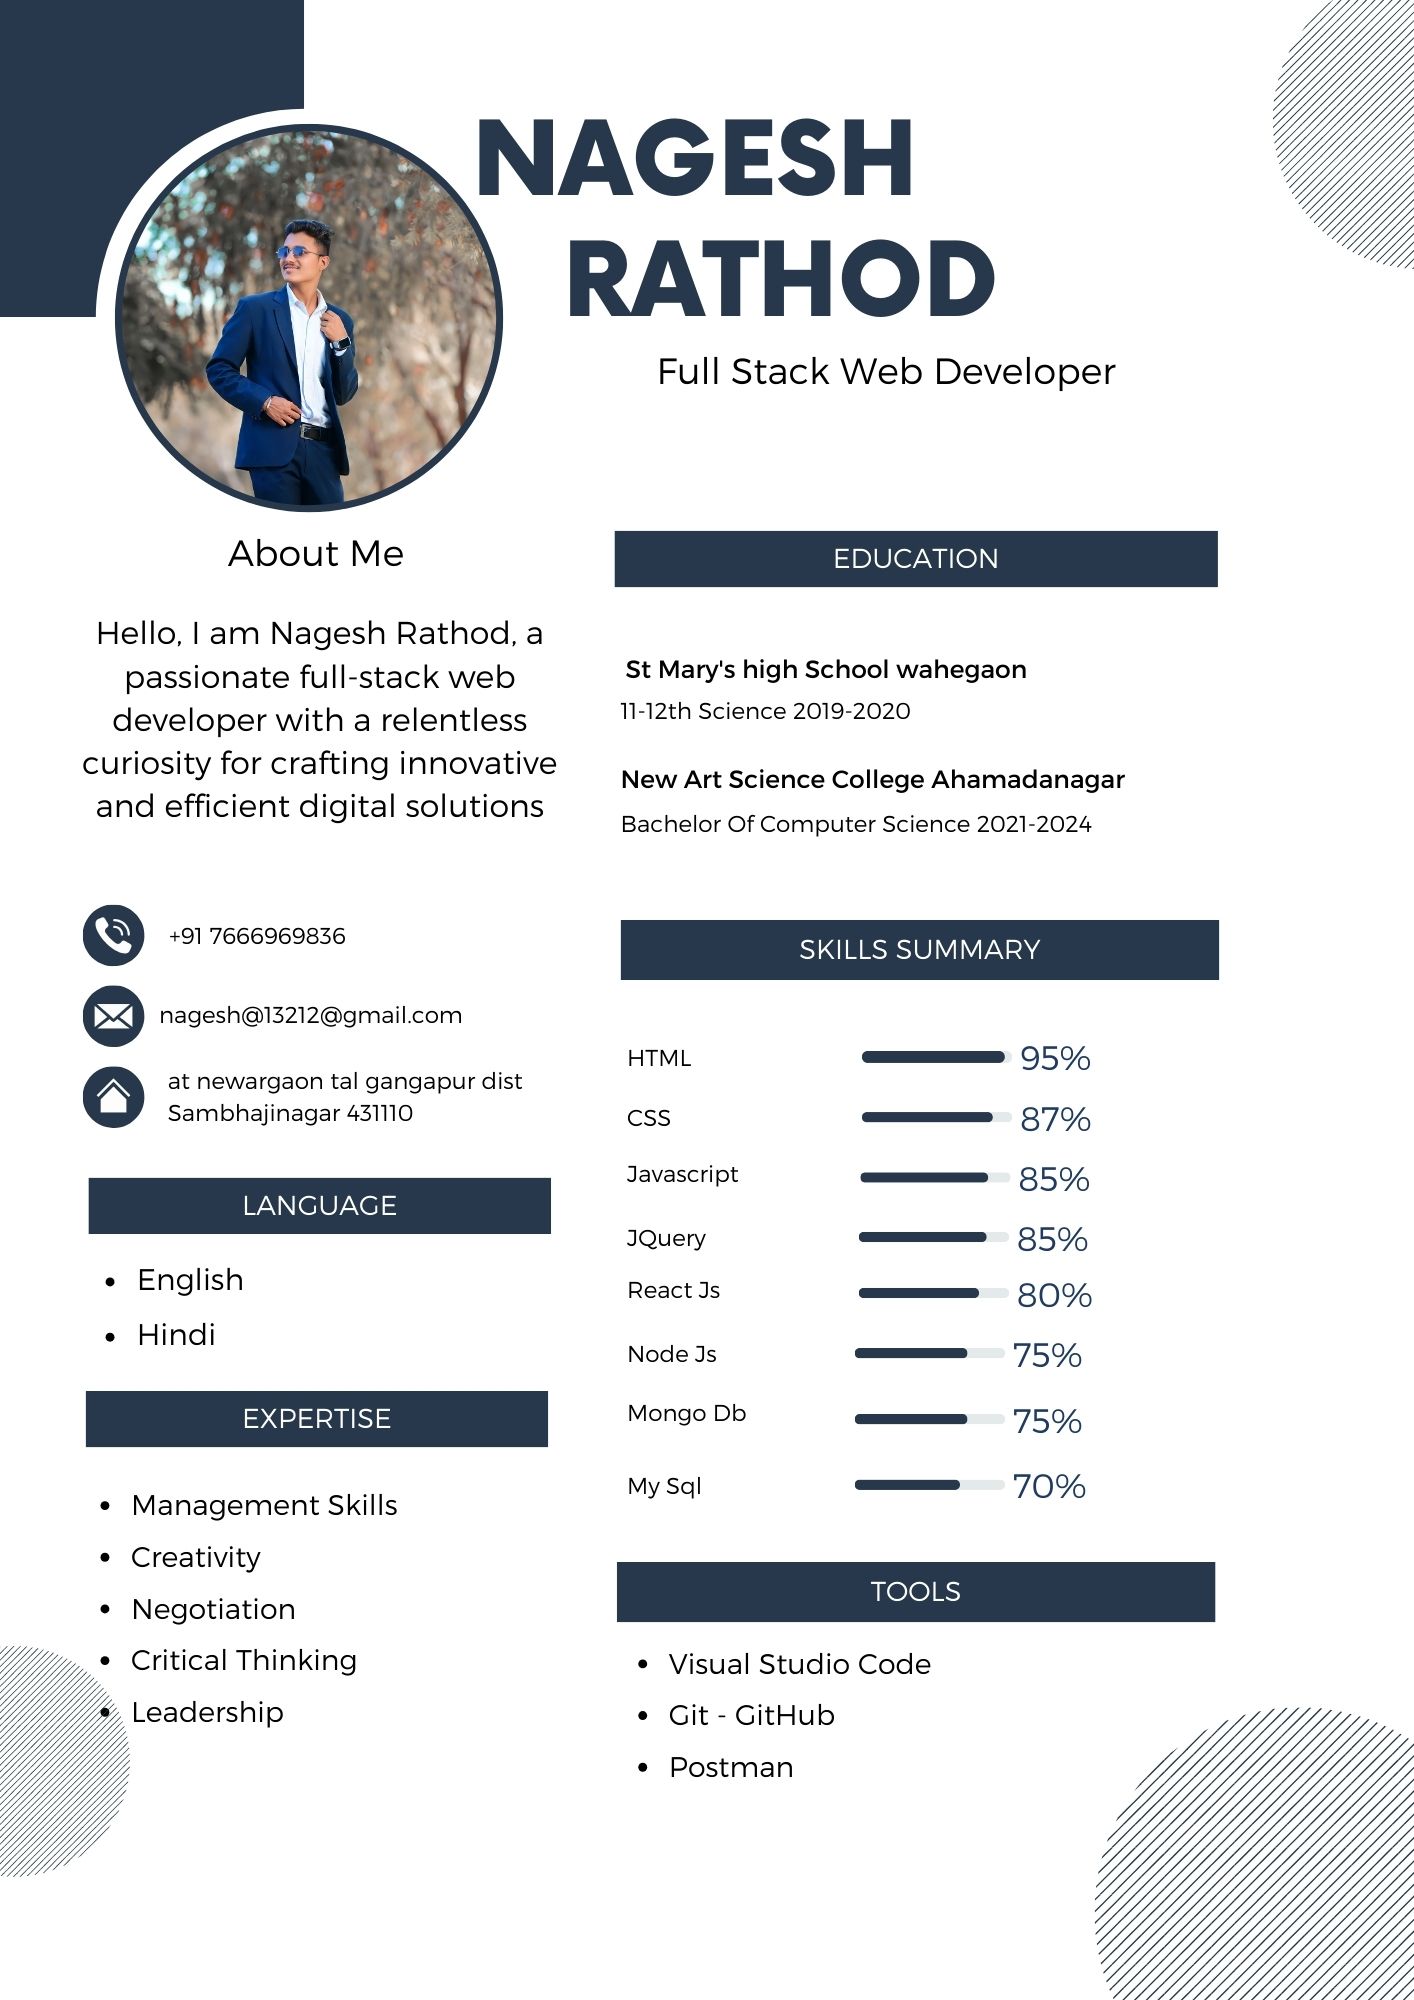 NAGESH
RATHOD
Full Stack Web Developer
About Me
Hello, I am Nagesh Rathod, a
passionate full-stack web
developer with a relentless
curiosity for crafting innovative
and efficient digital solutions
+91 7666969836
nagesh@13212@gmail.com
at newargaon tal gangapur dist
Sambhajinagar 431110
LANGUAGE
• English
• Hindi
EXPERTISE
• Management Skills
• Creativity
• Negotiation
• Critical Thinking
• Leadership
EDUCATION
St Mary's high School wahegaon
11-12th Science 2019-2020
New Art Science College Ahamadanagar
Bachelor Of Computer Science 2021-2024
SKILLS SUMMARY
HTML 95%
CSS 87%
Javascript 85%
JQuery 85%
React Js 80%
Node Js 75%
Mongo Db 75%
My Sql 70%
TOOLS
• Visual Studio Code
• Git - GitHub
• Postman